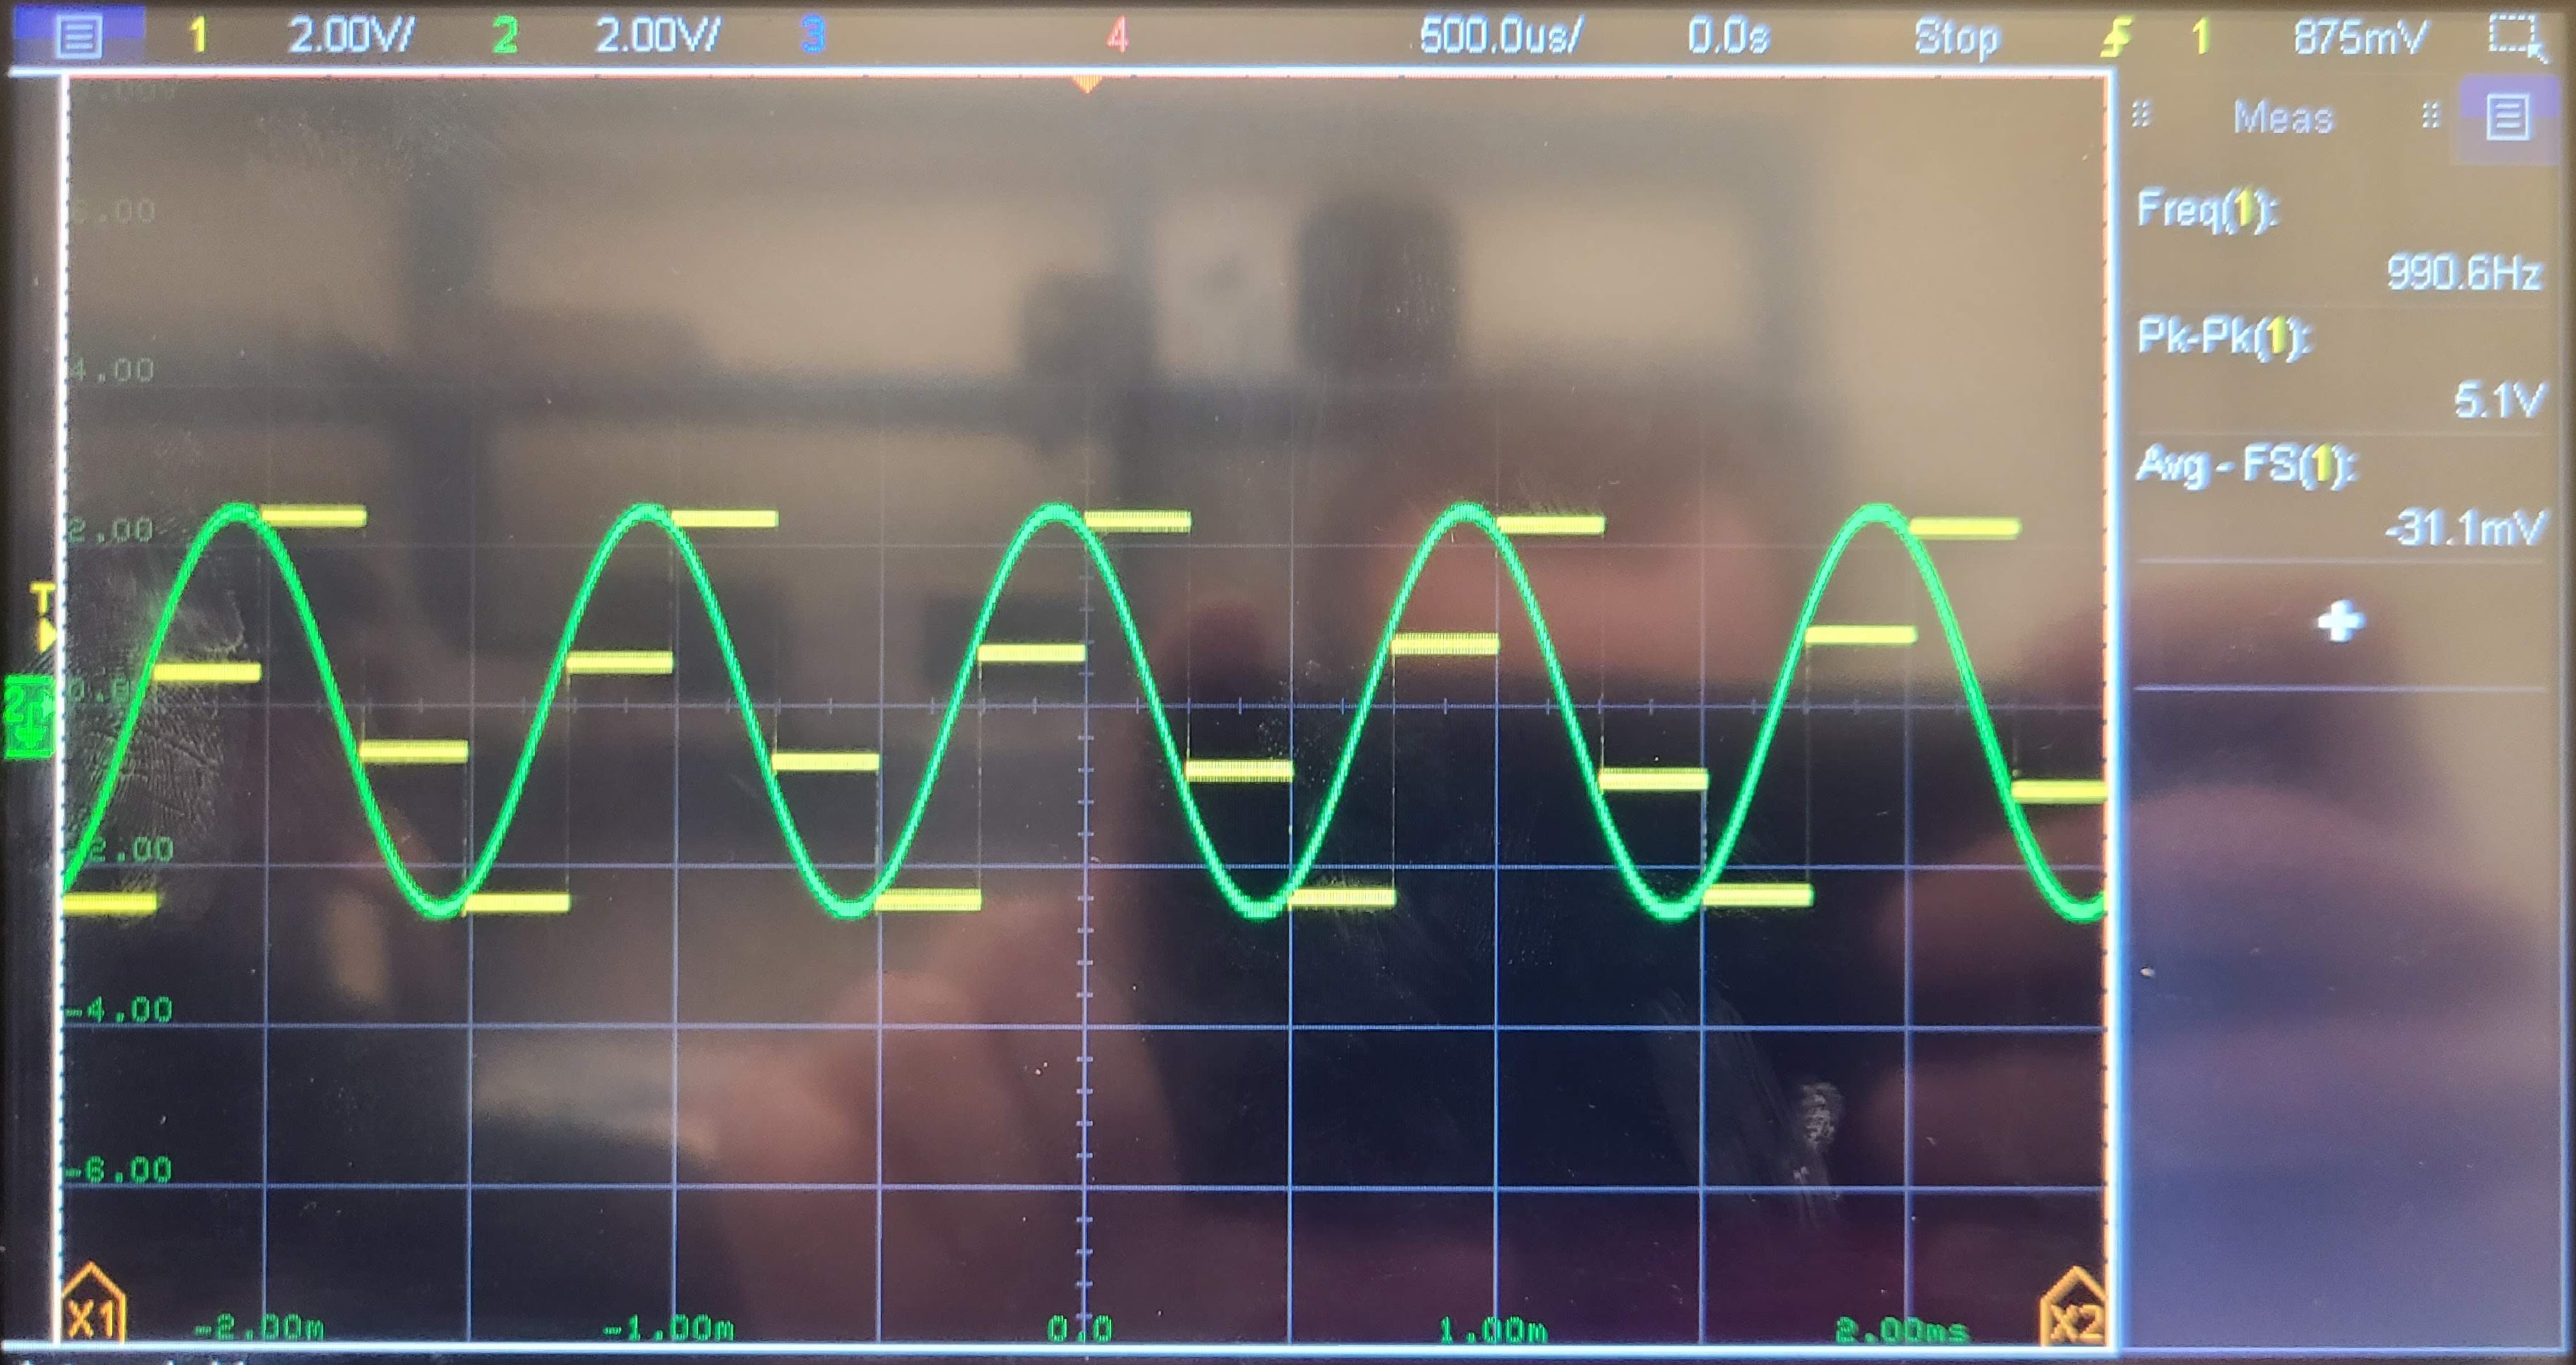 1 2.00V/ 2 2.00V/ 3 4 500.0us/ 0.0s Stop 1 875mV
Meas
Freq(1):
990.6Hz
Pk-Pk(1):
5.1V
Avg - FS(1):
-31.1mV
6.00
4.00
2.00
T
2.00
-4.00
-6.00
X1 -2.00m -1.00m 0.0 1.00m 2.00ms X2